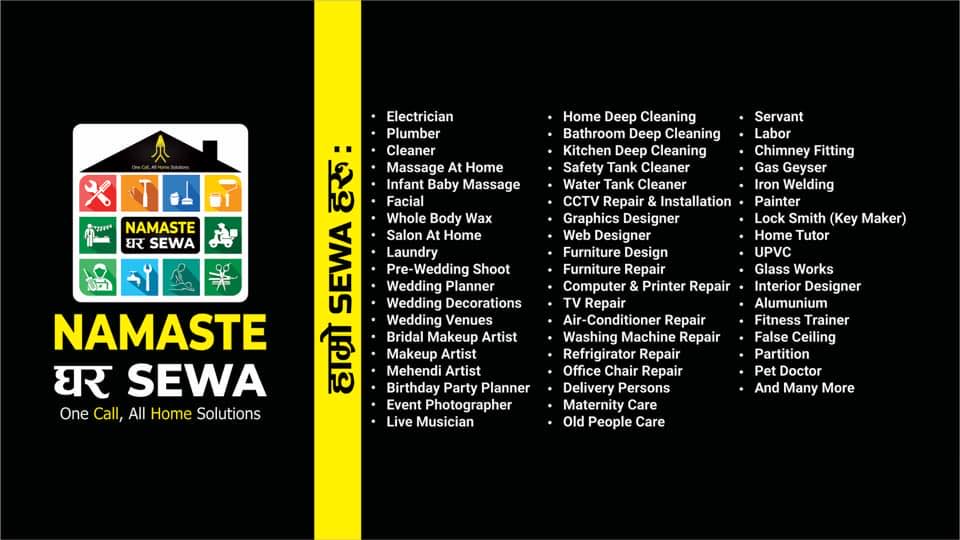 One Call, All Home Solutions
NAMASTE
घर SEWA
NAMASTE
घर SEWA
One Call, All Home Solutions
हाम्रो SEWA हरु :
• Electrician
• Plumber
• Cleaner
• Massage At Home
• Infant Baby Massage
• Facial
• Whole Body Wax
• Salon At Home
• Laundry
• Pre-Wedding Shoot
• Wedding Planner
• Wedding Decorations
• Wedding Venues
• Bridal Makeup Artist
• Makeup Artist
• Mehendi Artist
• Birthday Party Planner
• Event Photographer
• Live Musician
• Home Deep Cleaning
• Bathroom Deep Cleaning
• Kitchen Deep Cleaning
• Safety Tank Cleaner
• Water Tank Cleaner
• CCTV Repair & Installation
• Graphics Designer
• Web Designer
• Furniture Design
• Furniture Repair
• Computer & Printer Repair
• TV Repair
• Air-Conditioner Repair
• Washing Machine Repair
• Refrigirator Repair
• Office Chair Repair
• Delivery Persons
• Maternity Care
• Old People Care
• Servant
• Labor
• Chimney Fitting
• Gas Geyser
• Iron Welding
• Painter
• Lock Smith (Key Maker)
• Home Tutor
• UPVC
• Glass Works
• Interior Designer
• Alumunium
• Fitness Trainer
• False Ceiling
• Partition
• Pet Doctor
• And Many More